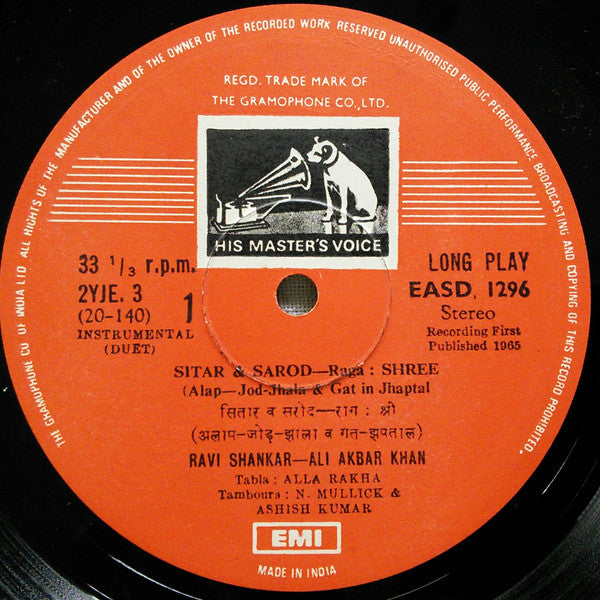 THE GRAMOPHONE CO OF INDIA LTD ALL RIGHTS OF THE MANUFACTURER AND OF THE OWNER OF THE RECORDED WORK RESERVED UNAUTHORISED PUBLIC PERFORMANCE BROADCASTING AND COPYING OF THIS RECORD PROHIBITED.
REGD. TRADE MARK OF
THE GRAMOPHONE CO., LTD.
HIS MASTER'S VOICE
33 1/3 r.p.m.
2YJE. 3
(20-140) 1
INSTRUMENTAL
(DUET)
LONG PLAY
EASD, 1296
Stereo
Recording First
Published 1965
SITAR & SAROD—Raga : SHREE
(Alap—Jod-Jhala & Gat in Jhaptal
सितार व सरोद—राग : श्री
(अलाप-जोड़-झाला व गत-झपताल)
RAVI SHANKAR—ALI AKBAR KHAN
Tabla : ALLA RAKHA
Tamboura : N. MULLICK &
ASHISH KUMAR
EMI
MADE IN INDIA